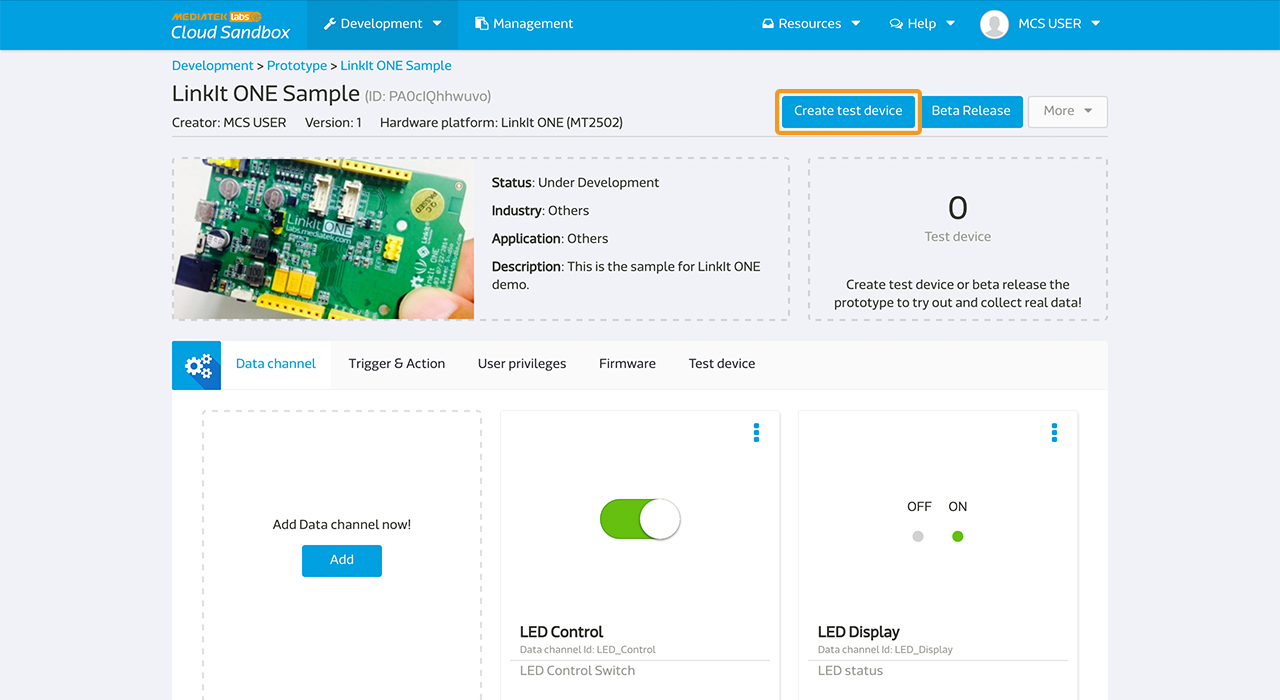 MEDIATEK labs
Cloud Sandbox
Development
Management
Resources
Help
MCS USER
Development > Prototype > LinkIt ONE Sample
LinkIt ONE Sample (ID: PA0cIQhhwuvo)
Creator: MCS USER Version: 1 Hardware platform: LinkIt ONE (MT2502)
Create test device
Beta Release
More
LinkIt ONE
labs.mediatek.com
PASSED
QC
LinkIt ONE
Status: Under Development
Industry: Others
Application: Others
Description: This is the sample for LinkIt ONE
demo.
0
Test device
Create test device or beta release the
prototype to try out and collect real data!
Data channel
Trigger & Action
User privileges
Firmware
Test device
Add Data channel now!
Add
LED Control
Data channel Id: LED_Control
LED Control Switch
OFF ON
LED Display
Data channel Id: LED_Display
LED status